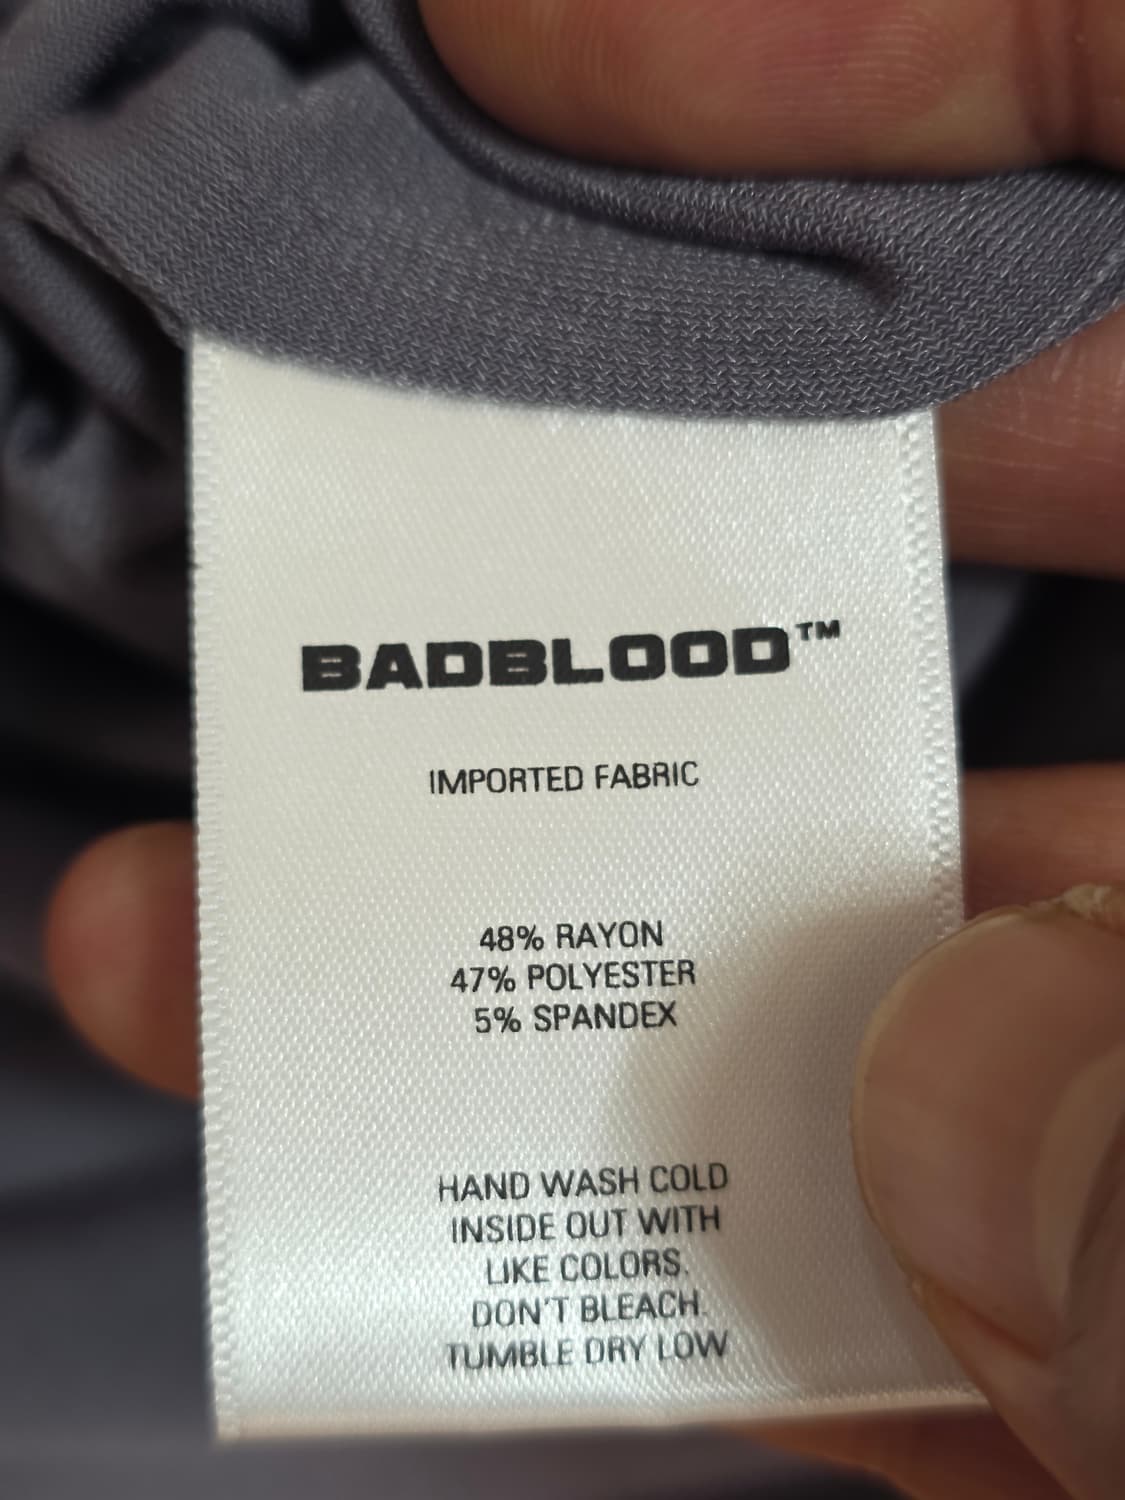 BADBLOOD™
IMPORTED FABRIC
48% RAYON
47% POLYESTER
5% SPANDEX
HAND WASH COLD
INSIDE OUT WITH
LIKE COLORS.
DON'T BLEACH.
TUMBLE DRY LOW